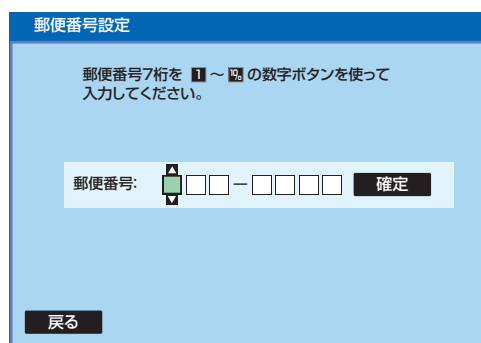 郵便番号設定
郵便番号7桁を 1 ～ 10 の数字ボタンを使って
入力してください。
郵便番号: － 確定
戻る